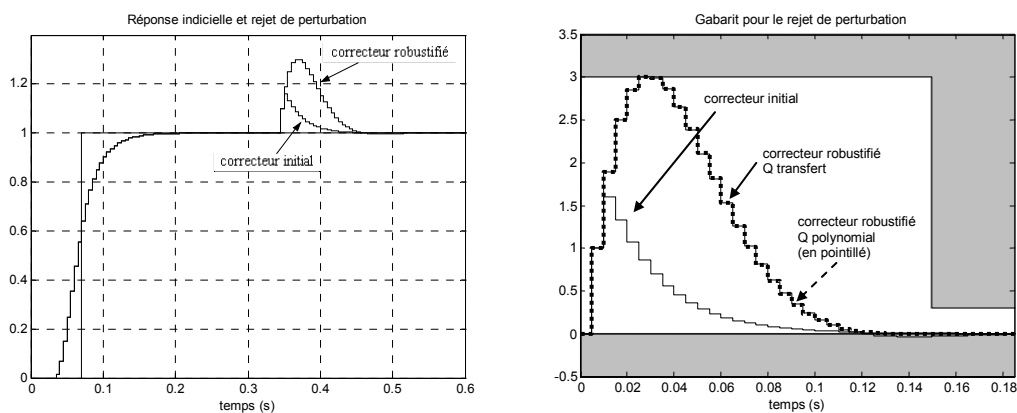 Réponse indicielle et rejet de perturbation
correcteur robustifié
correcteur initial
1.2
1
0.8
0.6
0.4
0.2
0
0
0.1
0.2
0.3
0.4
0.5
0.6
temps (s)
Gabarit pour le rejet de perturbation
3.5
3
2.5
2
1.5
1
0.5
0
-0.5
correcteur initial
correcteur robustifié
Q transfert
correcteur robustifié
Q polynomial
(en pointillé)
0
0.02
0.04
0.06
0.08
0.1
0.12
0.14
0.16
0.18
temps (s)